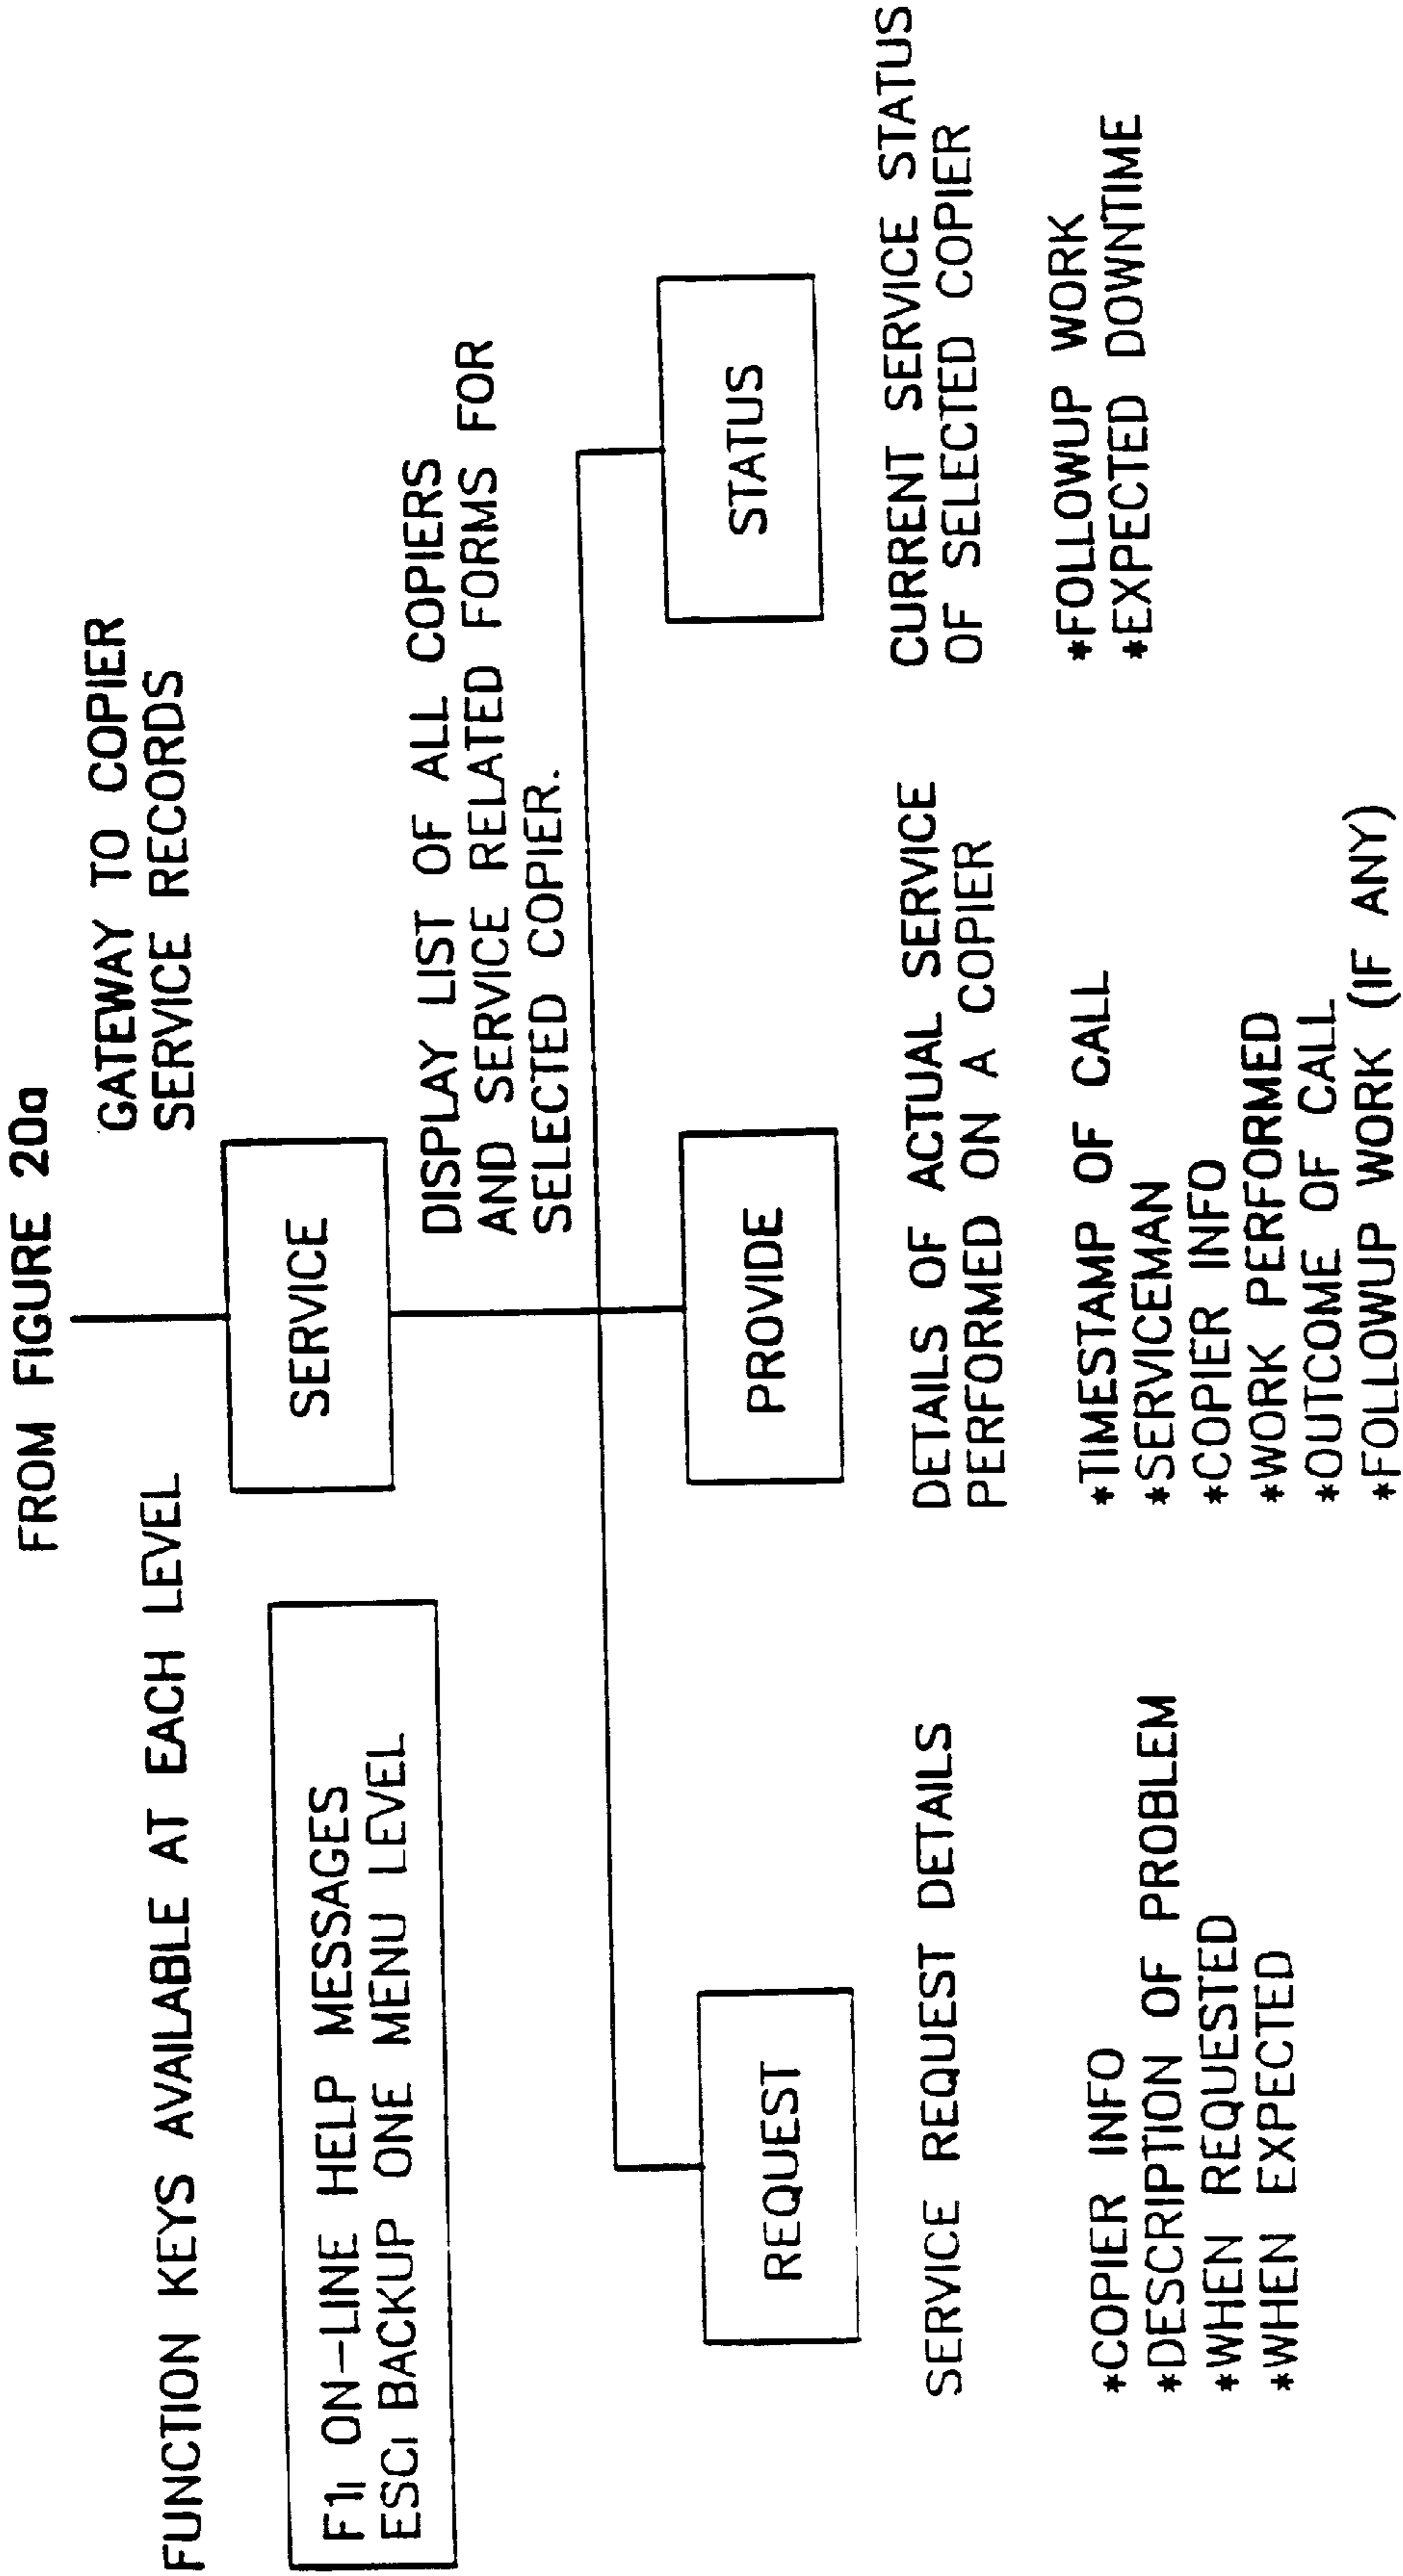 FROM FIGURE 20a
FUNCTION KEYS AVAILABLE AT EACH LEVEL
F1: ON-LINE HELP MESSAGES
ESC: BACKUP ONE MENU LEVEL
GATEWAY TO COPIER
SERVICE RECORDS
SERVICE
DISPLAY LIST OF ALL COPIERS
AND SERVICE RELATED FORMS FOR
SELECTED COPIER.
REQUEST
SERVICE REQUEST DETAILS
*COPIER INFO
*DESCRIPTION OF PROBLEM
*WHEN REQUESTED
*WHEN EXPECTED
PROVIDE
DETAILS OF ACTUAL SERVICE
PERFORMED ON A COPIER
*TIMESTAMP OF CALL
*SERVICEMAN
*COPIER INFO
*WORK PERFORMED
*OUTCOME OF CALL
*FOLLOWUP WORK (IF ANY)
STATUS
CURRENT SERVICE STATUS
OF SELECTED COPIER
*FOLLOWUP WORK
*EXPECTED DOWNTIME